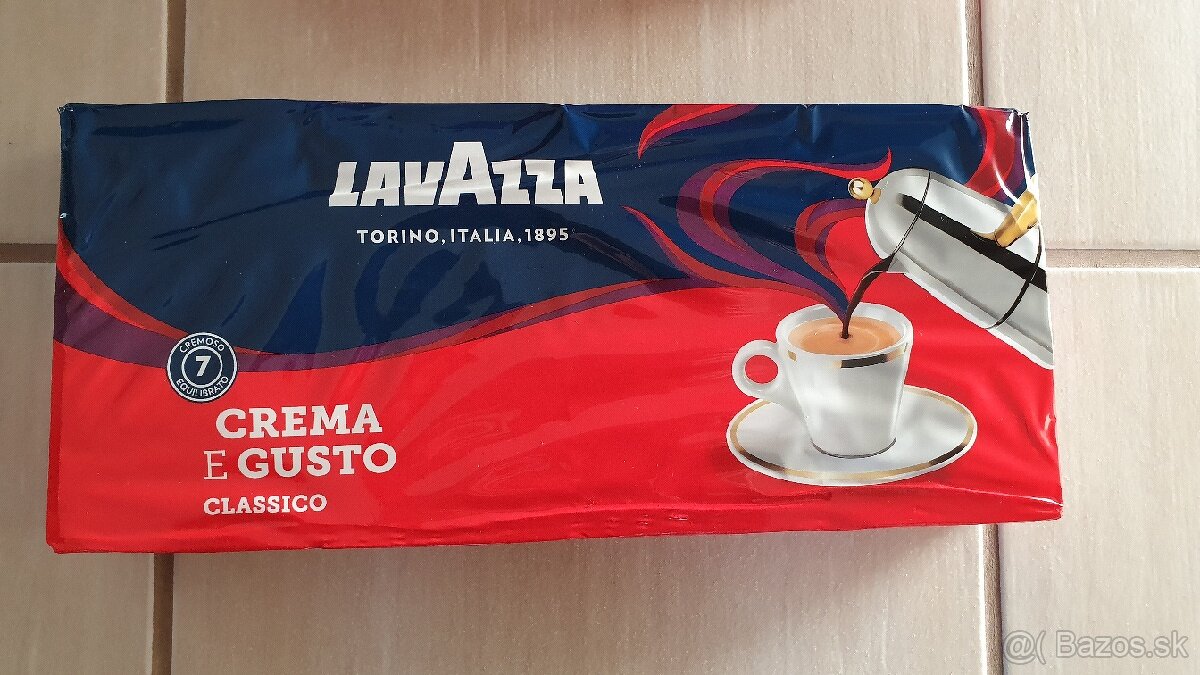 LAVAZZA
TORINO, ITALIA, 1895
CREMOSO
7
EQUILIBRATO
CREMA
E GUSTO
CLASSICO
@( Bazos.sk